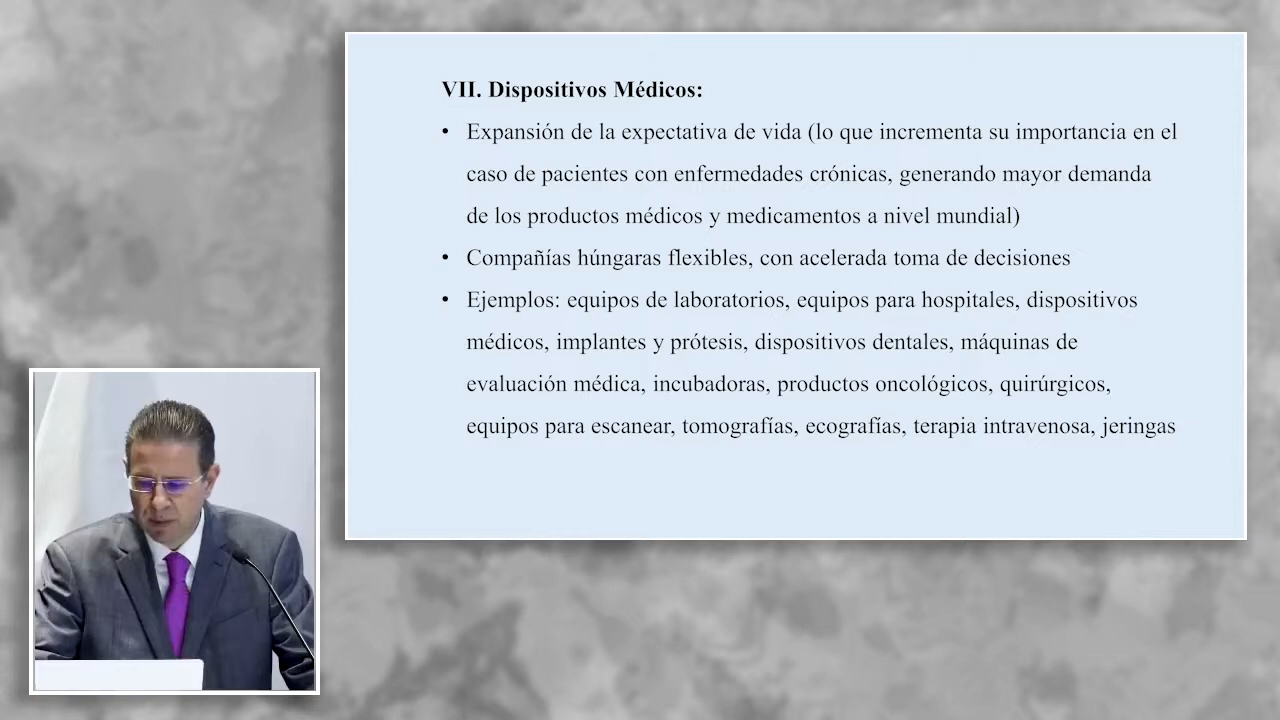 VII. Dispositivos Médicos:
• Expansión de la expectativa de vida (lo que incrementa su importancia en el
caso de pacientes con enfermedades crónicas, generando mayor demanda
de los productos médicos y medicamentos a nivel mundial)
• Compañías húngaras flexibles, con acelerada toma de decisiones
• Ejemplos: equipos de laboratorios, equipos para hospitales, dispositivos
médicos, implantes y prótesis, dispositivos dentales, máquinas de
evaluación médica, incubadoras, productos oncológicos, quirúrgicos,
equipos para escanear, tomografías, ecografías, terapia intravenosa, jeringas